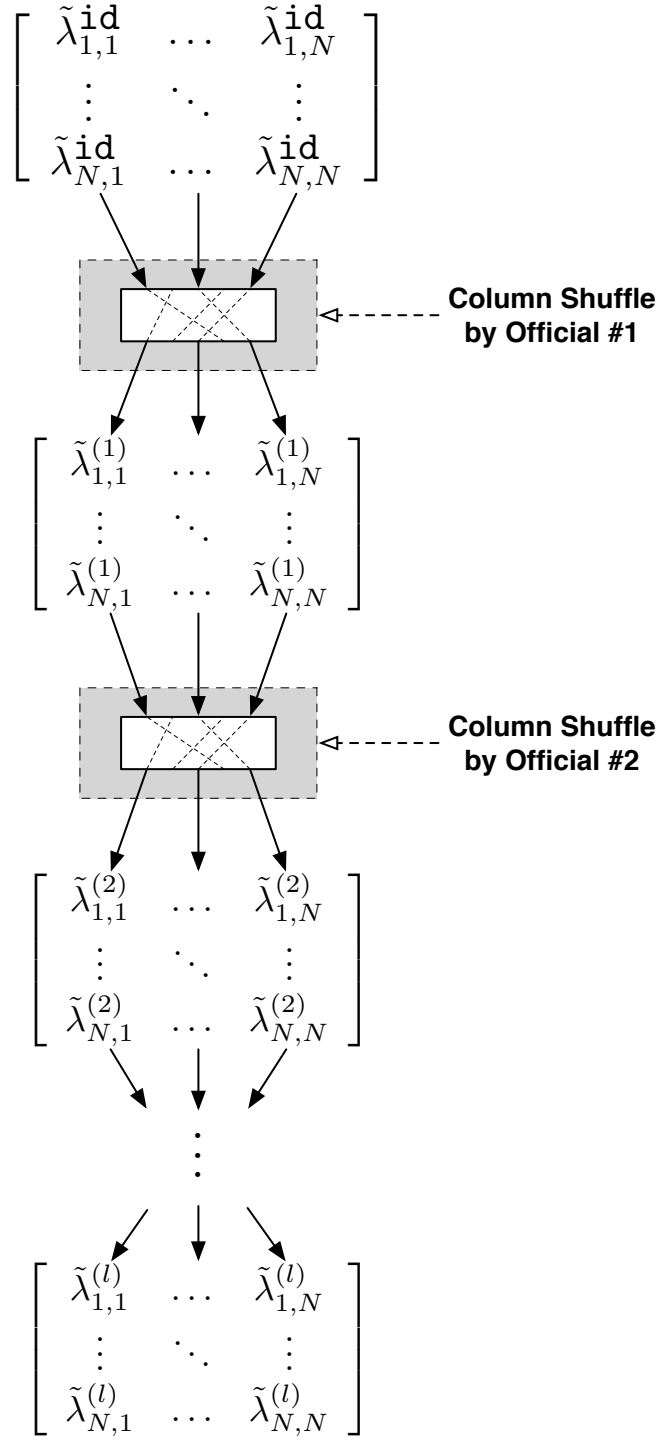 λ̃^id_{1,1} … λ̃^id_{1,N}
⋮ ⋱ ⋮
λ̃^id_{N,1} … λ̃^id_{N,N}
Column Shuffle
by Official #1
λ̃^(1)_{1,1} … λ̃^(1)_{1,N}
⋮ ⋱ ⋮
λ̃^(1)_{N,1} … λ̃^(1)_{N,N}
Column Shuffle
by Official #2
λ̃^(2)_{1,1} … λ̃^(2)_{1,N}
⋮ ⋱ ⋮
λ̃^(2)_{N,1} … λ̃^(2)_{N,N}
⋮
λ̃^(l)_{1,1} … λ̃^(l)_{1,N}
⋮ ⋱ ⋮
λ̃^(l)_{N,1} … λ̃^(l)_{N,N}